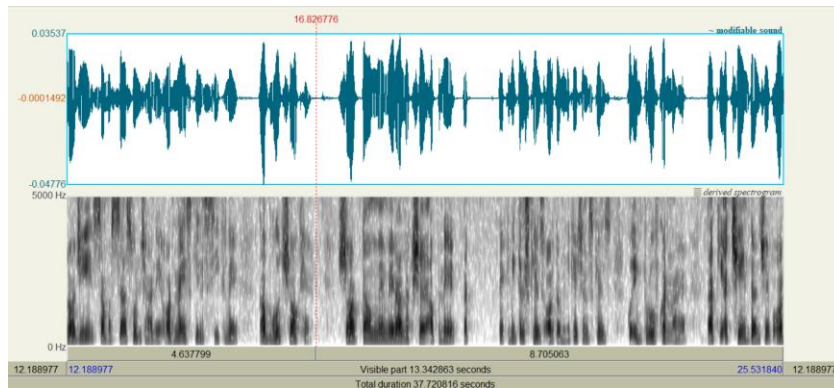 16.826776
0.03537
~ modifiable sound
-0.0001492
-0.04776
5000 Hz
derived spectrogram
0 Hz
4.637799 8.705063
12.188977 12.188977 Visible part 13.342863 seconds 25.531840 12.188977
Total duration 37.720816 seconds